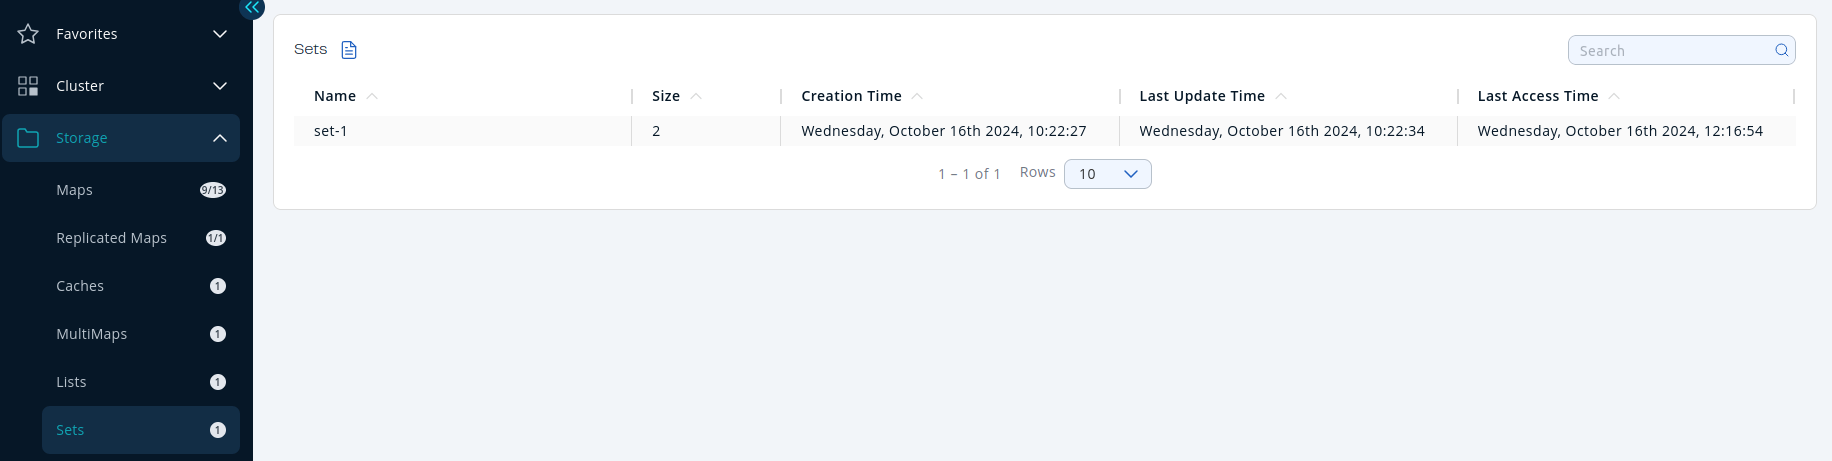 Favorites
Cluster
Storage
Maps 9/13
Replicated Maps 1/1
Caches 1
MultiMaps 1
Lists 1
Sets 1
Sets
Search
Name Size Creation Time Last Update Time Last Access Time
set-1 2 Wednesday, October 16th 2024, 10:22:27 Wednesday, October 16th 2024, 10:22:34 Wednesday, October 16th 2024, 12:16:54
1 – 1 of 1 Rows 10